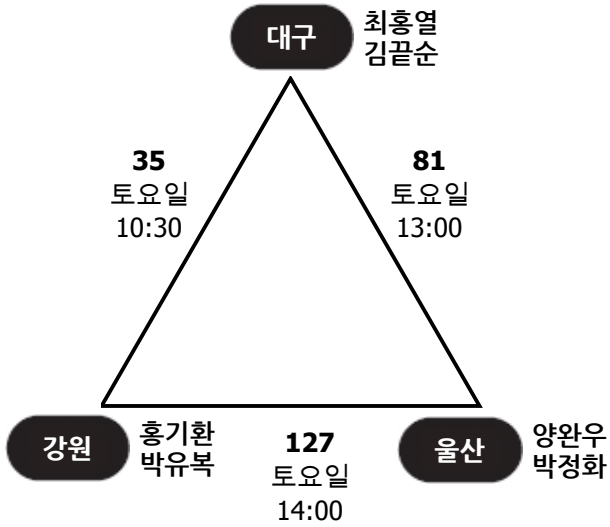 대구
최홍열
김끝순
35
토요일
10:30
81
토요일
13:00
강원
홍기환
박유복
127
토요일
14:00
울산
양완우
박정화